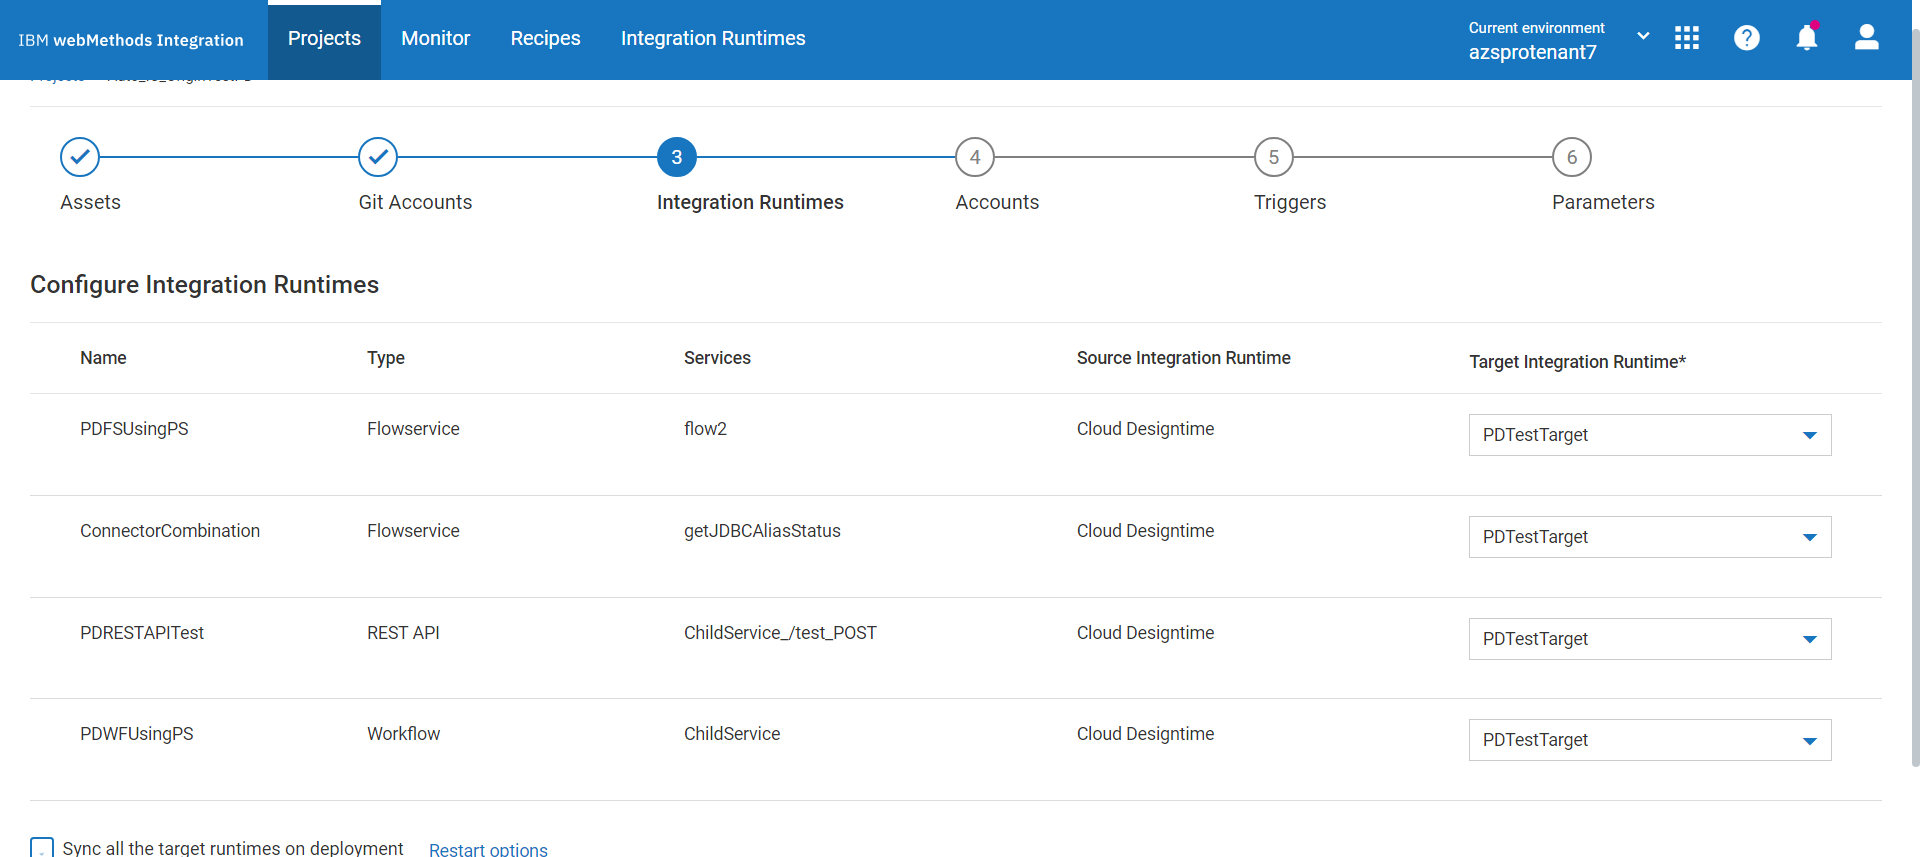 IBM webMethods Integration
Projects
Monitor
Recipes
Integration Runtimes
Current environment
azsprotenant7
?
3
4
5
6
Assets
Git Accounts
Integration Runtimes
Accounts
Triggers
Parameters
Configure Integration Runtimes
Name Type Services Source Integration Runtime Target Integration Runtime*
PDFSUsingPS Flowservice flow2 Cloud Designtime PDTestTarget
ConnectorCombination Flowservice getJDBCAliasStatus Cloud Designtime PDTestTarget
PDRESTAPITest REST API ChildService_/test_POST Cloud Designtime PDTestTarget
PDWFUsingPS Workflow ChildService Cloud Designtime PDTestTarget
Sync all the target runtimes on deployment Restart options